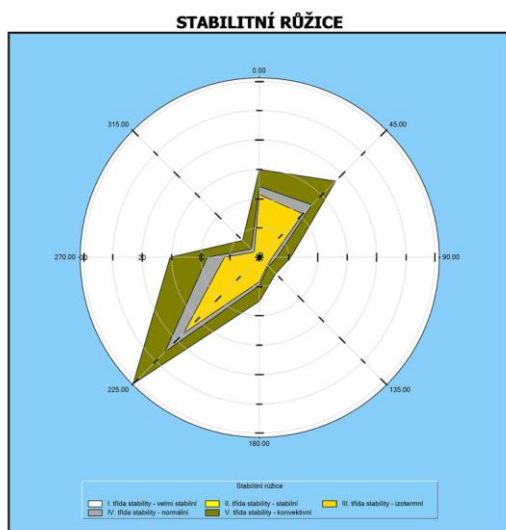 STABILITNÍ RŮŽICE
0.00
315.00
45.00
270.00
20
90.00
225.00
135.00
180.00
Stabilitní růžice
I. třída stability - velmi stabilní
II. třída stability - stabilní
III. třída stability - izotermní
IV. třída stability - normální
V. třída stability - konvektivní